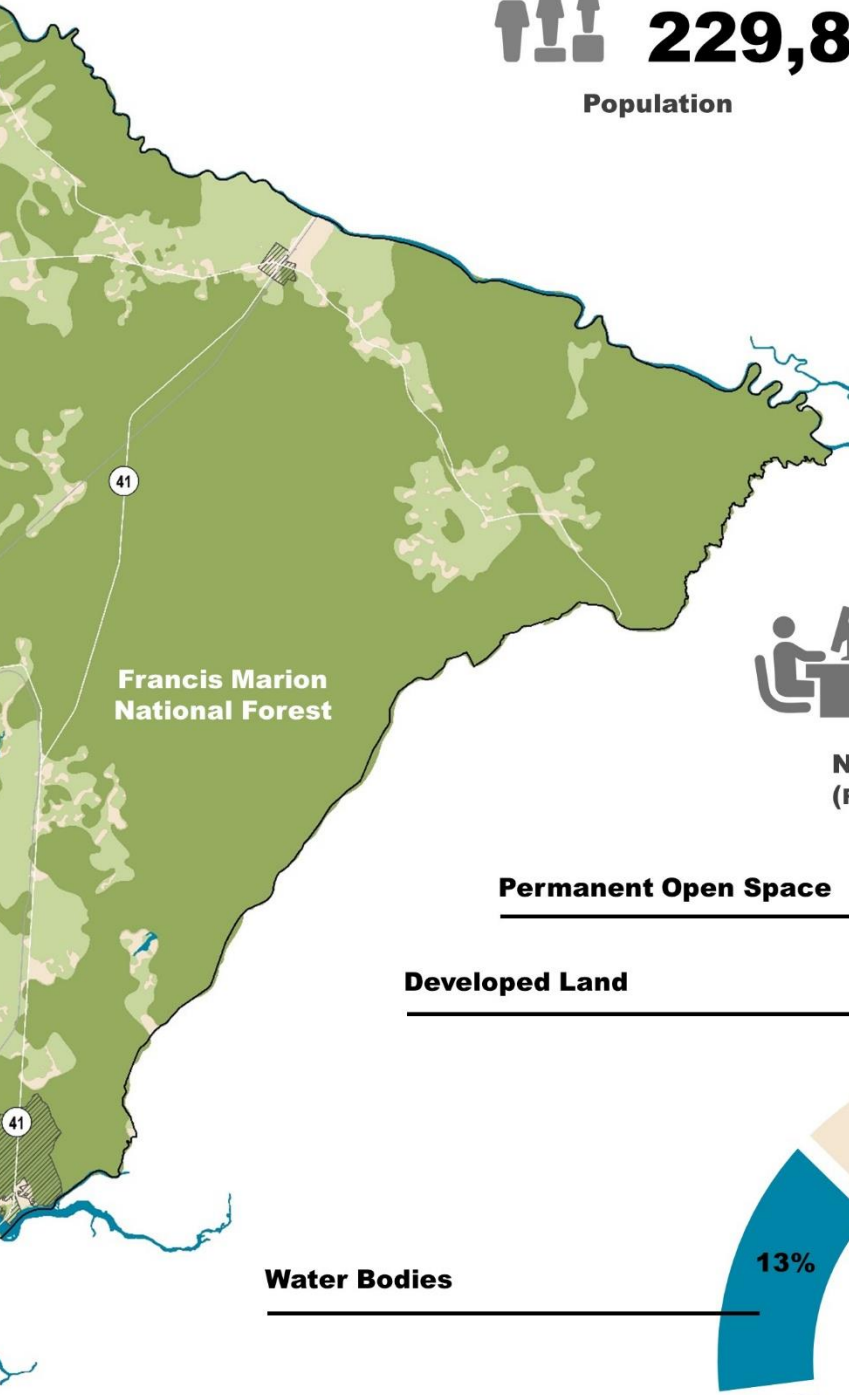 229,8
Population
41
Francis Marion
National Forest
N
(F
Permanent Open Space
Developed Land
41
13%
Water Bodies